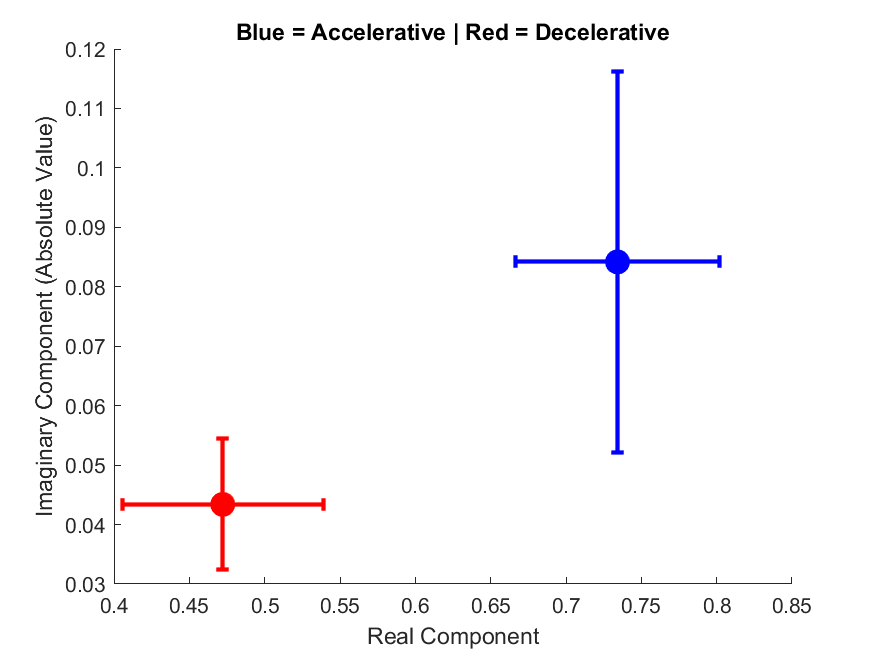 Blue = Accelerative | Red = Decelerative
Imaginary Component (Absolute Value)
0.12
0.11
0.1
0.09
0.08
0.07
0.06
0.05
0.04
0.03
0.4 0.45 0.5 0.55 0.6 0.65 0.7 0.75 0.8 0.85
Real Component